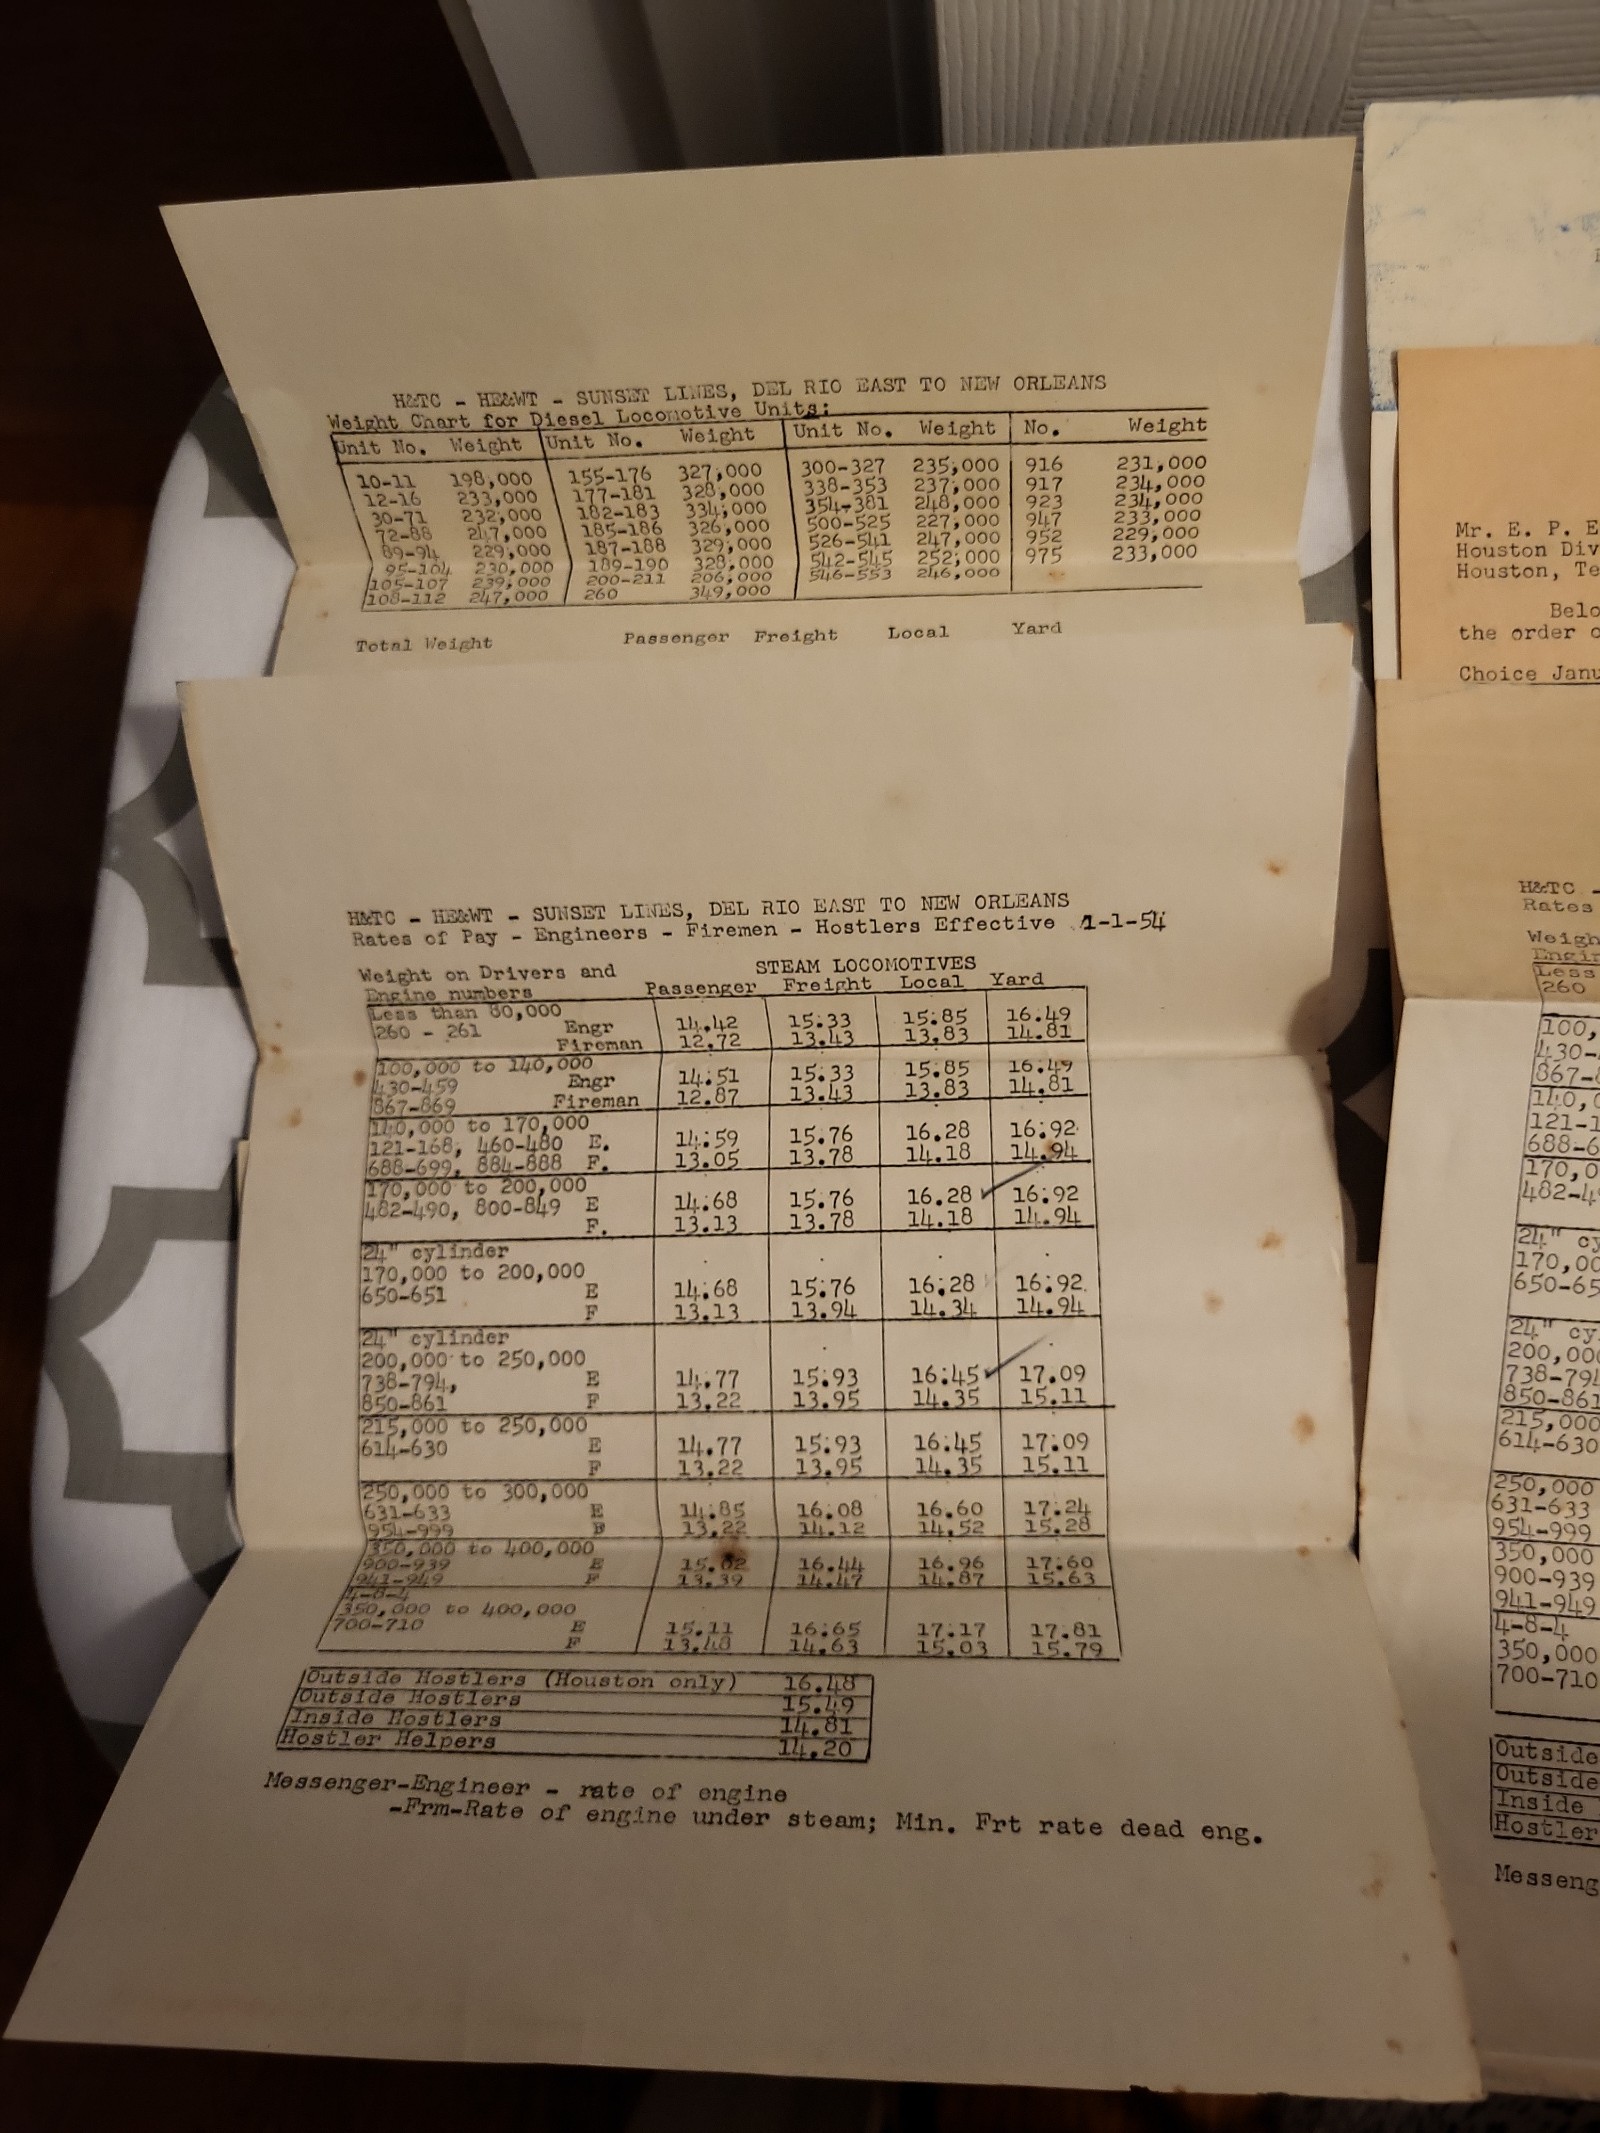 H&TC - HE&WT - SUNSET LINES, DEL RIO EAST TO NEW ORLEANS
Weight Chart for Diesel Locomotive Units:
Unit No. Weight Unit No. Weight Unit No. Weight No. Weight
10-11 198,000 155-176 327,000 300-327 235,000 916 231,000
12-16 233,000 177-181 328,000 338-353 237,000 917 234,000
30-71 232,000 182-183 334,000 354-381 248,000 923 234,000
72-88 247,000 185-186 326,000 500-525 227,000 947 233,000
89-94 229,000 187-188 329,000 526-541 247,000 952 229,000
95-104 230,000 189-190 328,000 542-545 252,000 975 233,000
105-107 239,000 200-211 206,000 546-553 246,000
108-112 247,000 260 349,000
Total Weight Passenger Freight Local Yard
H&TC - HE&WT - SUNSET LINES, DEL RIO EAST TO NEW ORLEANS
Rates of Pay - Engineers - Firemen - Hostlers Effective 1-1-54
Weight on Drivers and STEAM LOCOMOTIVES
Engine numbers Passenger Freight Local Yard
Less than 80,000
260 - 261 Engr 14.42 15.33 15.85 16.49
Fireman 12.72 13.43 13.83 14.81
100,000 to 140,000
430-459 Engr 14.51 15.33 15.85 16.49
867-869 Fireman 12.87 13.43 13.83 14.81
140,000 to 170,000
121-168, 460-480 E. 14.59 15.76 16.28 16.92
688-699, 884-888 F. 13.05 13.78 14.18 14.94
170,000 to 200,000
482-490, 800-849 E 14.68 15.76 16.28 16.92
F. 13.13 13.78 14.18 14.94
24" cylinder
170,000 to 200,000
650-651 E 14.68 15.76 16.28 16.92
F 13.13 13.94 14.34 14.94
24" cylinder
200,000 to 250,000
738-794, E 14.77 15.93 16.45 17.09
850-861 F 13.22 13.95 14.35 15.11
215,000 to 250,000
614-630 E 14.77 15.93 16.45 17.09
F 13.22 13.95 14.35 15.11
250,000 to 300,000
631-633 E 14.85 16.08 16.60 17.24
954-999 F 13.22 14.12 14.52 15.28
350,000 to 400,000
900-939 E 15.02 16.44 16.96 17.60
941-949 F 13.39 14.47 14.87 15.63
4-8-4
350,000 to 400,000
700-710 E 15.11 16.65 17.17 17.81
F 13.48 14.63 15.03 15.79
Outside Hostlers (Houston only) 16.48
Outside Hostlers 15.49
Inside Hostlers 14.81
Hostler Helpers 14.20
Messenger-Engineer - rate of engine
-Frm-Rate of engine under steam; Min. Frt rate dead eng.
Mr. E. P. E
Houston Div
Houston, Te
Belo
the order o
Choice Janu
H&TC -
Rates
Weigh
Engin
Less
260
100,
430-
867-8
140,0
121-1
688-6
170,0
482-49
24" cy
170,00
650-65
24" cy
200,000
738-794
850-861
215,000
614-630
250,000
631-633
954-999
350,000
900-939
941-949
4-8-4
350,000
700-710
Outside
Outside
Inside
Hostler
Messeng